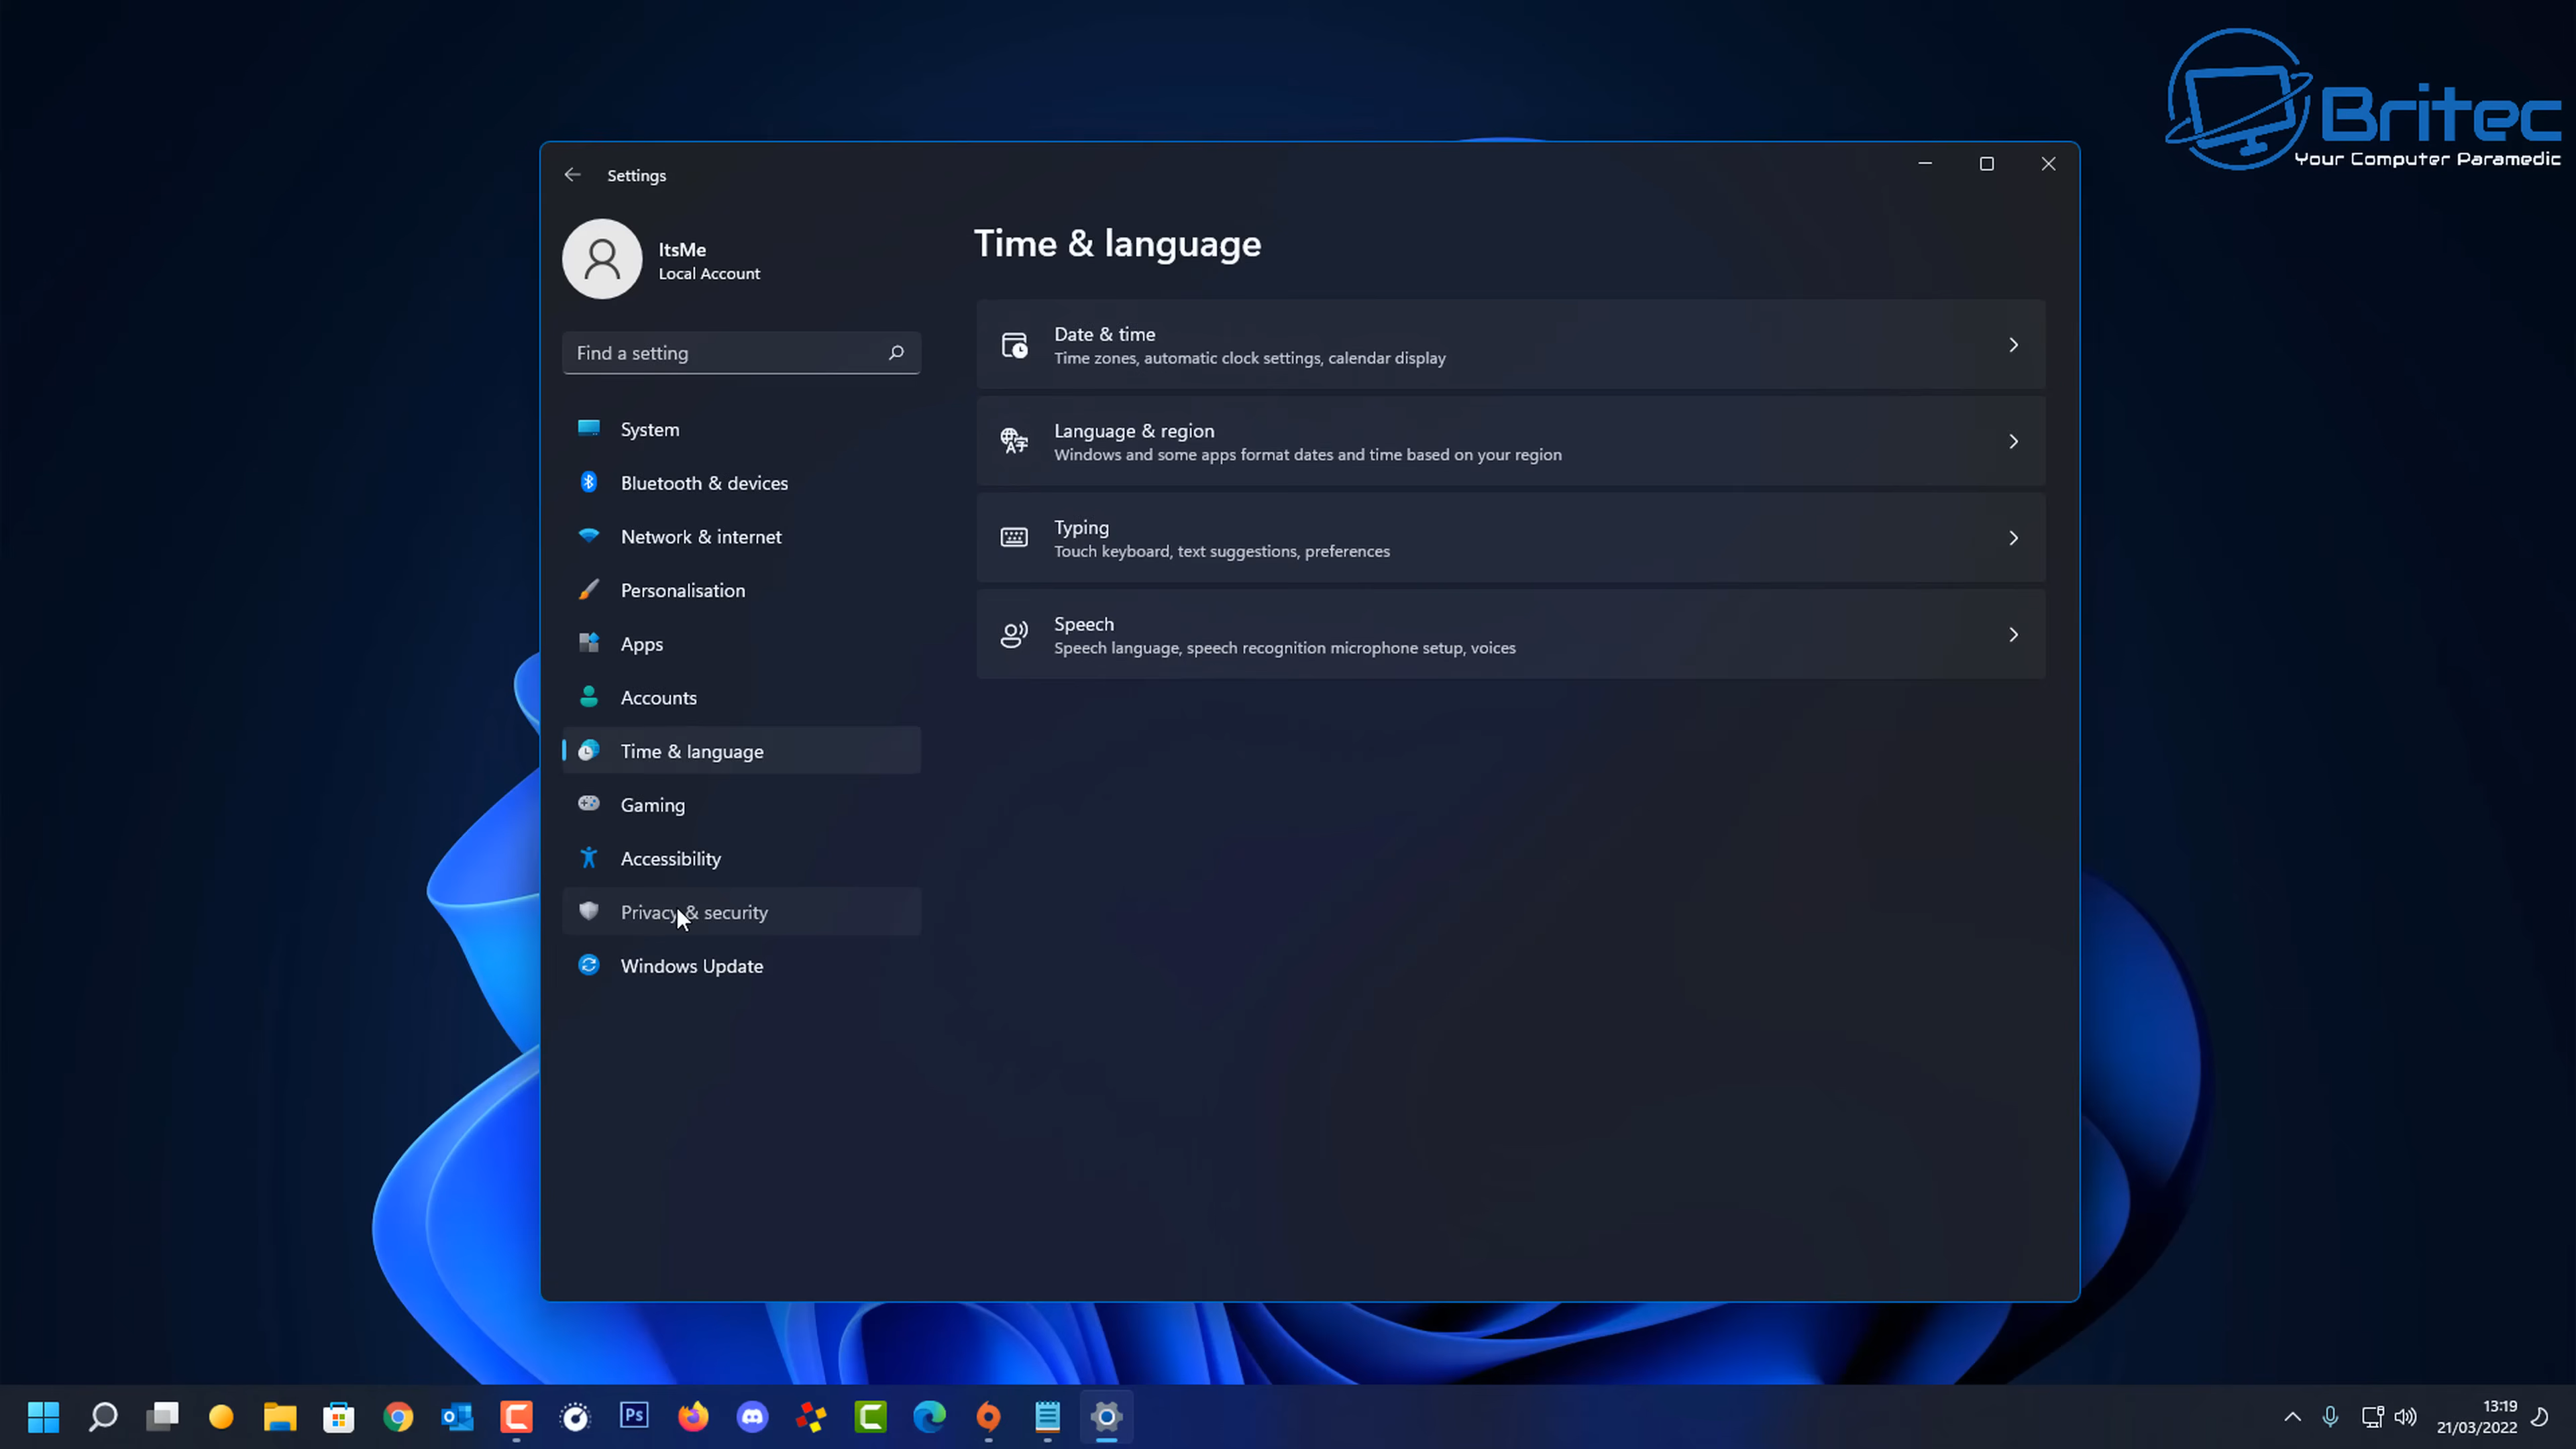 Britec
Your Computer Paramedic
Settings
ItsMe
Local Account
Find a setting
System
Bluetooth & devices
Network & internet
Personalisation
Apps
Accounts
Time & language
Gaming
Accessibility
Privacy & security
Windows Update
Time & language
Date & time
Time zones, automatic clock settings, calendar display
Language & region
Windows and some apps format dates and time based on your region
Typing
Touch keyboard, text suggestions, preferences
Speech
Speech language, speech recognition microphone setup, voices
Ps
13:19
21/03/2022